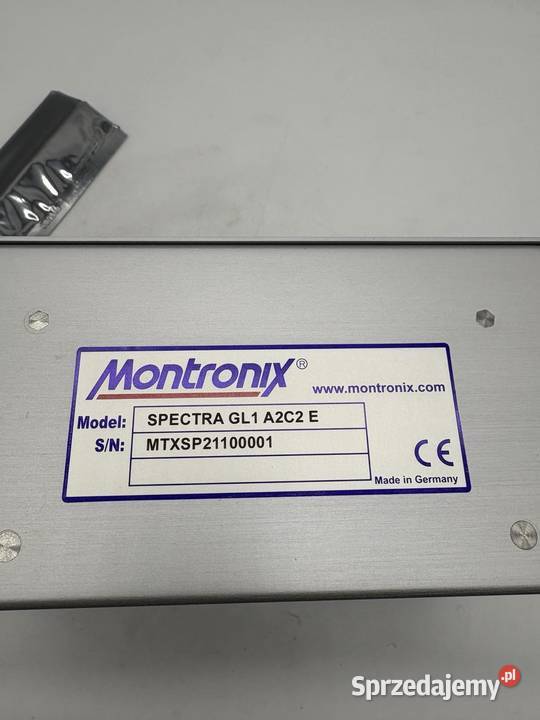 Montronix®
www.montronix.com
Model: SPECTRA GL1 A2C2 E
S/N: MTXSP21100001
CE
Made in Germany
Sprzedajemy.pl